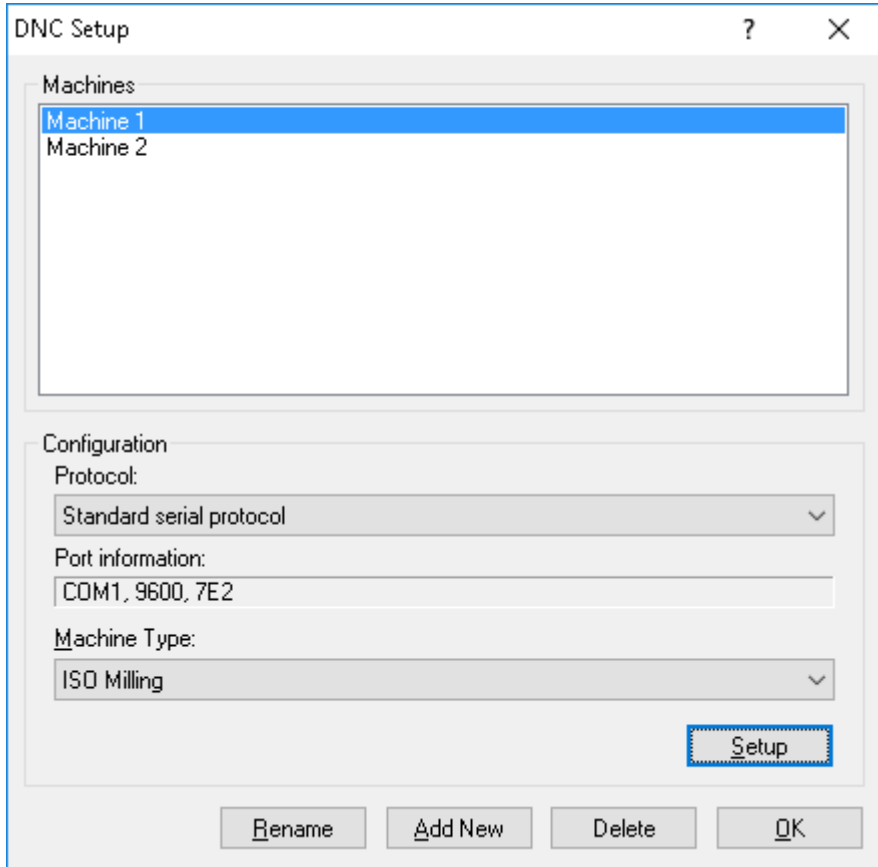 DNC Setup
?
Machines
Machine 1
Machine 2
Configuration
Protocol:
Standard serial protocol
Port information:
COM1, 9600, 7E2
Machine Type:
ISO Milling
Setup
Rename Add New Delete OK